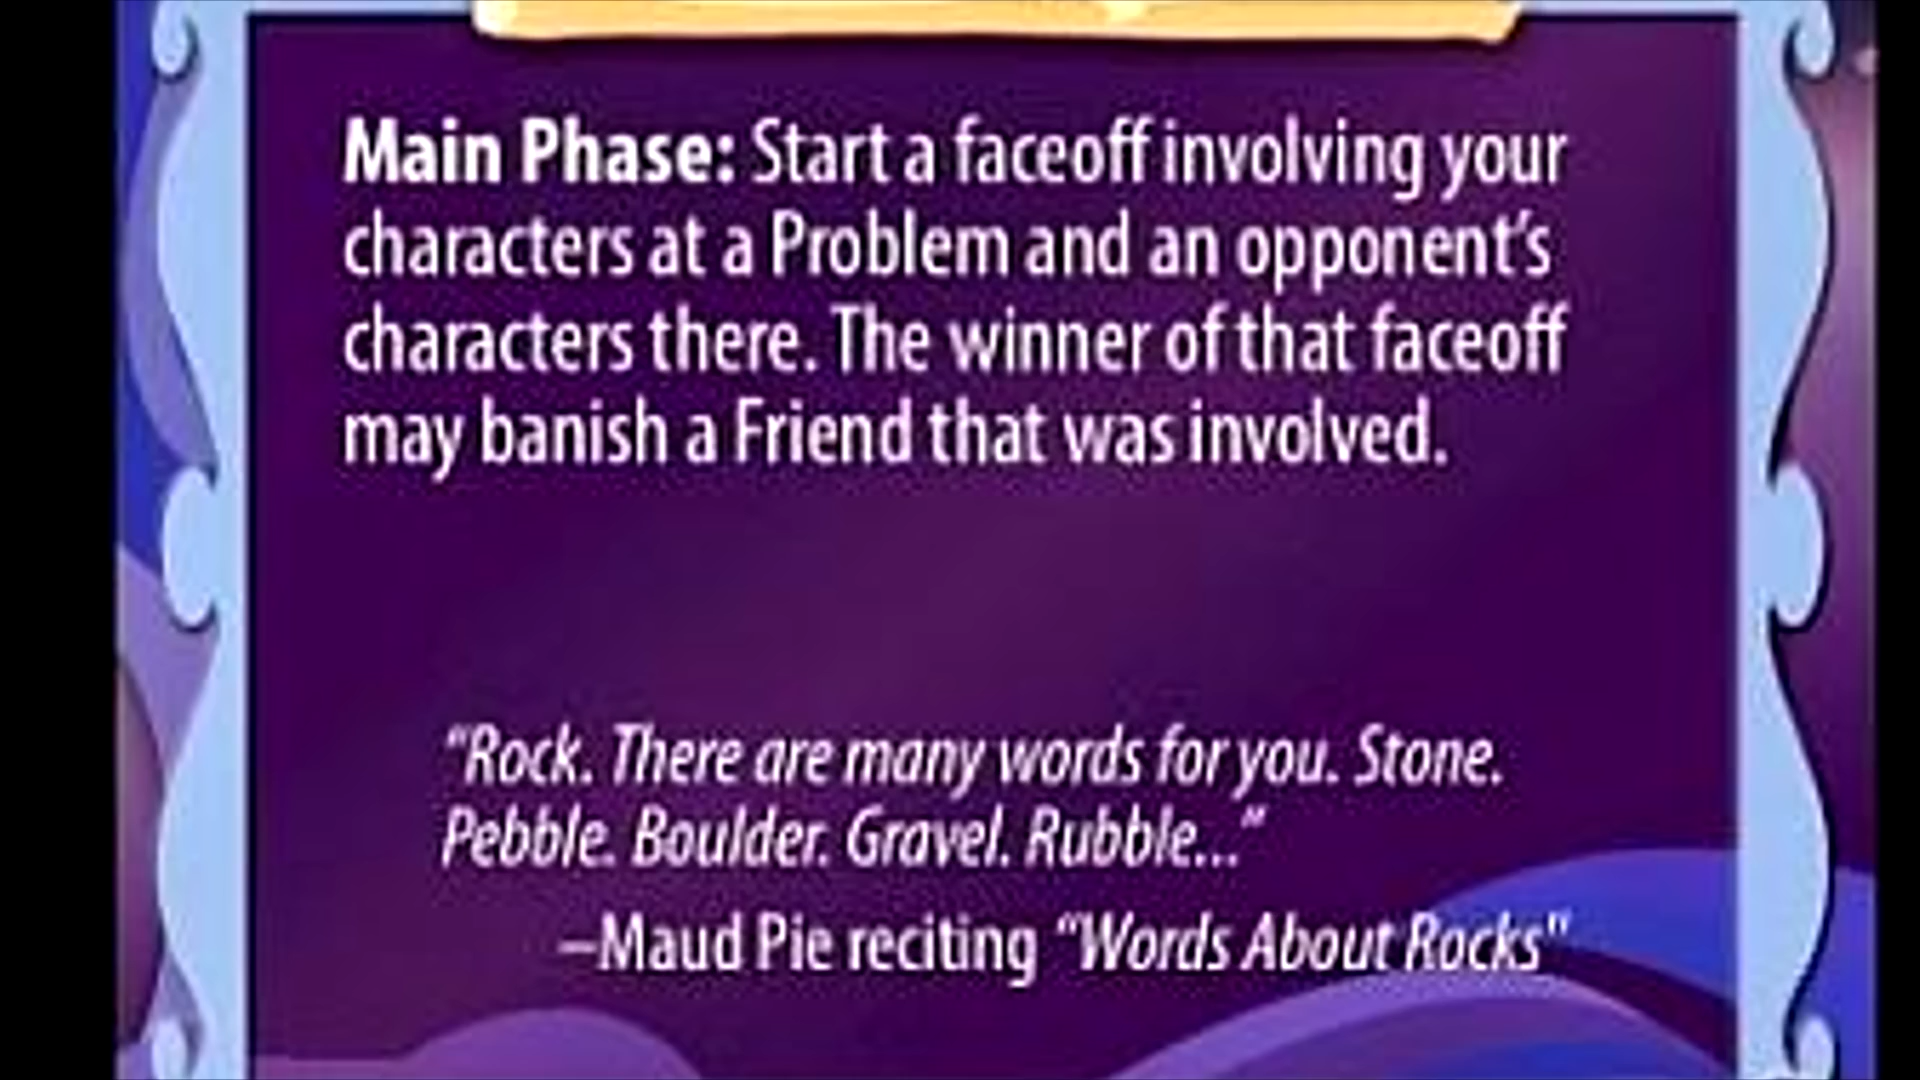 Main Phase: Start a faceoff involving your
characters at a Problem and an opponent's
characters there. The winner of that faceoff
may banish a Friend that was involved.
"Rock. There are many words for you. Stone.
Pebble. Boulder. Gravel. Rubble..."
–Maud Pie reciting "Words About Rocks"